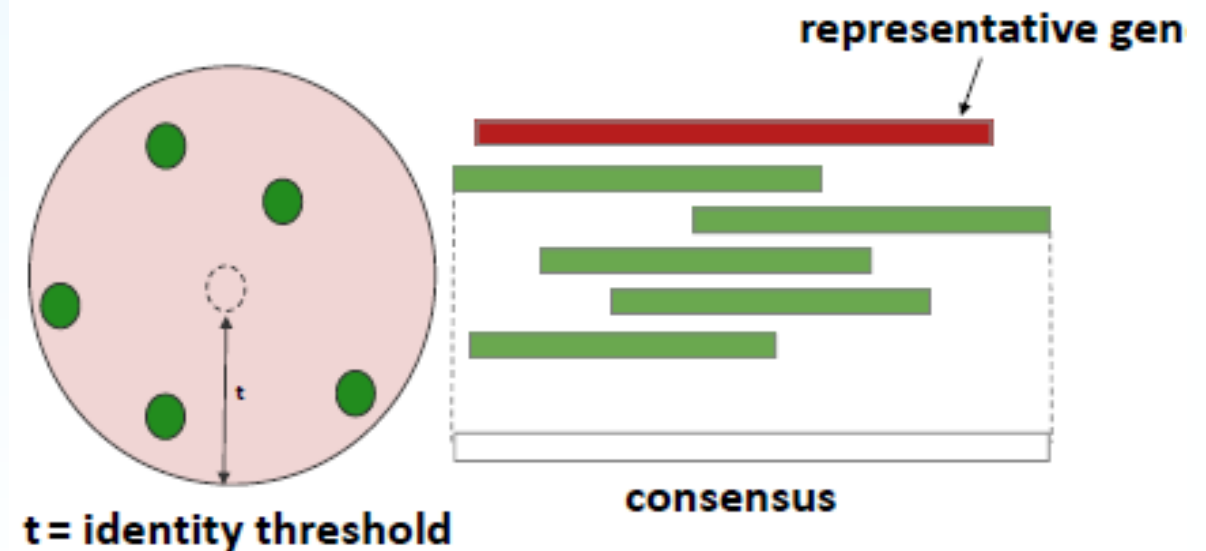 representative gen
t
t = identity threshold
consensus